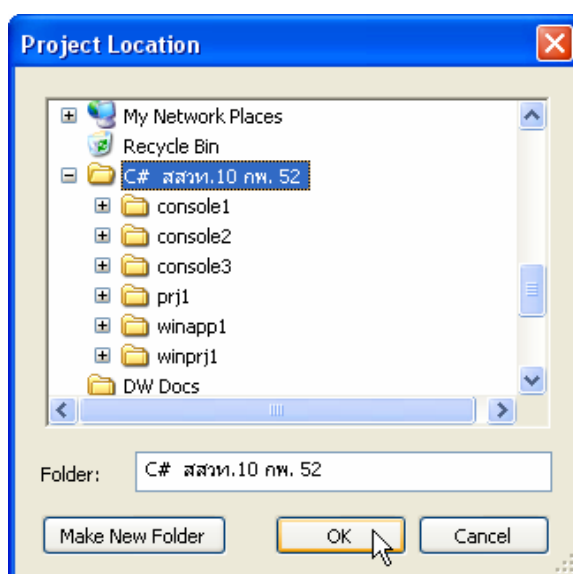 Project Location
My Network Places
Recycle Bin
C#  สสวท.10 กพ. 52
console1
console2
console3
prj1
winapp1
winprj1
DW Docs
Folder: C#  สสวท.10 กพ. 52
Make New Folder OK Cancel